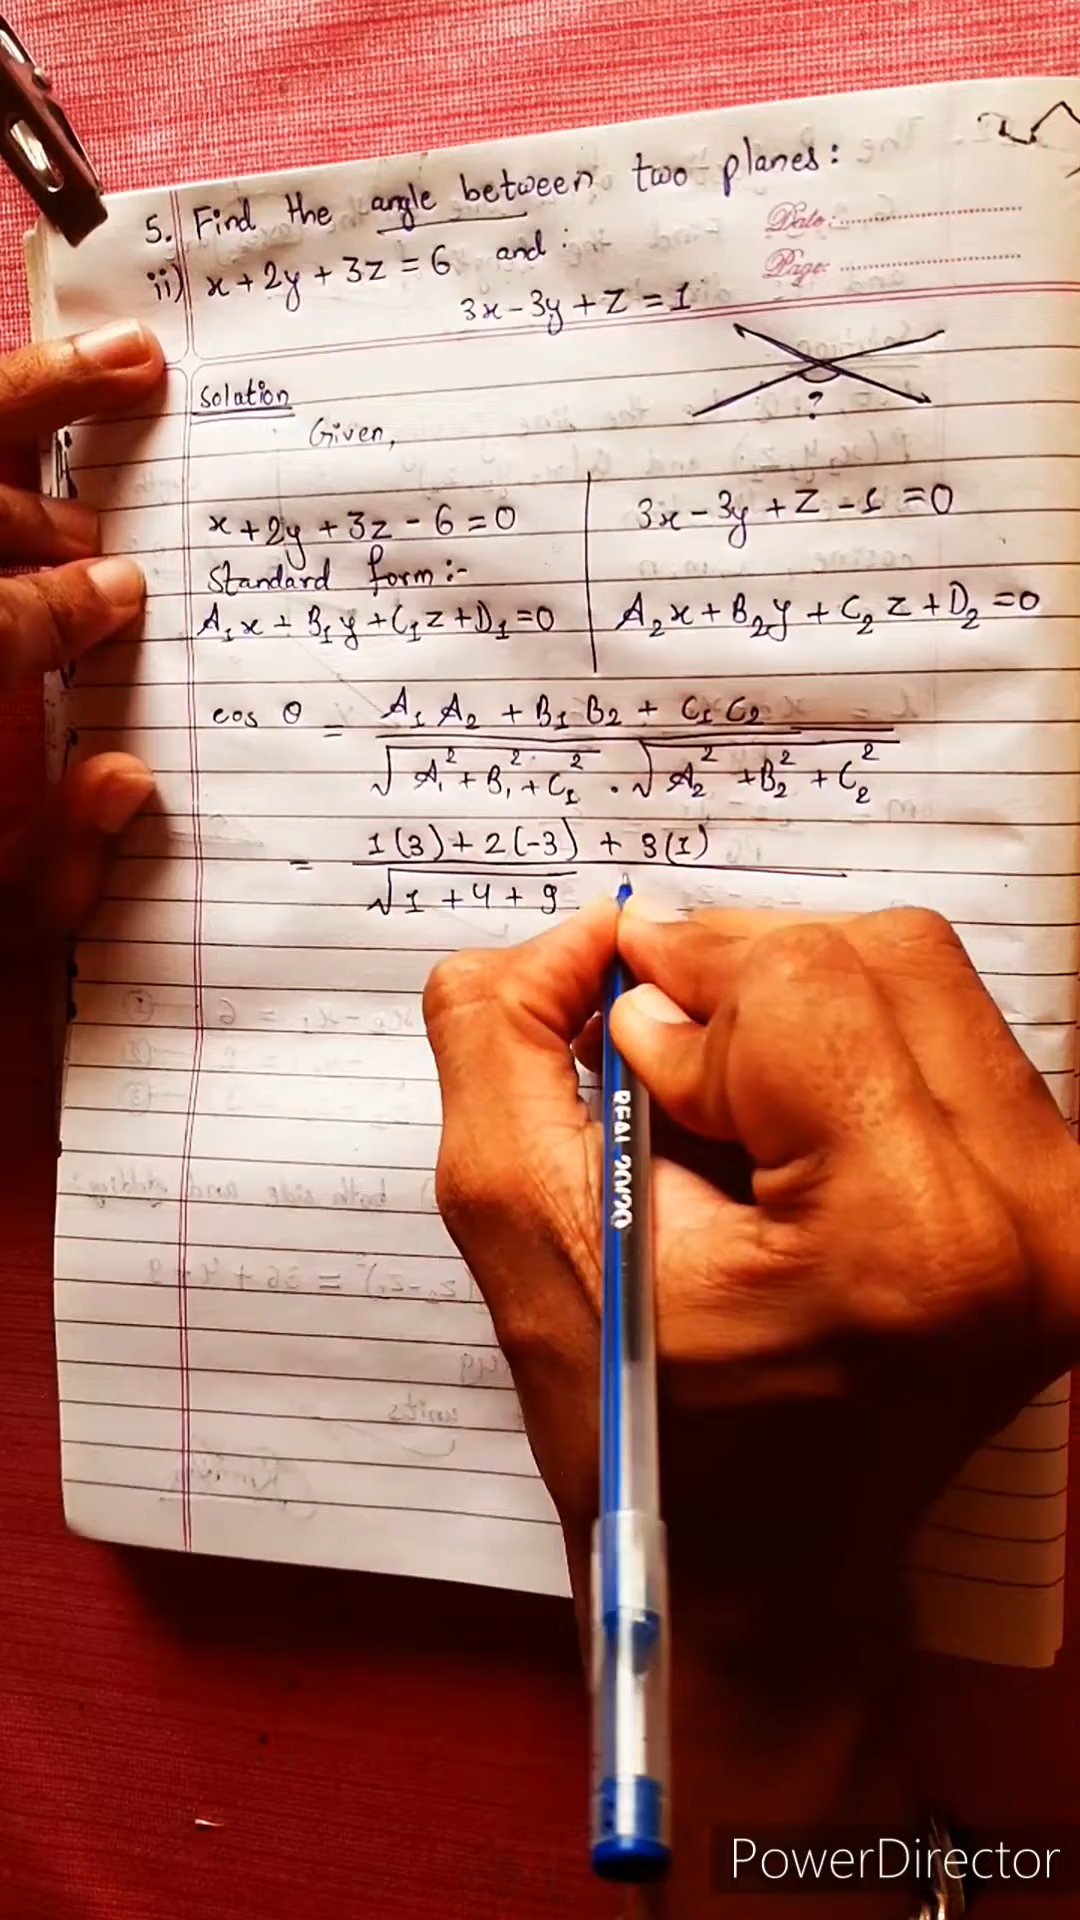 5. Find the angle between two planes:
Date:
ii) x + 2y + 3z = 6 and :
Page:
3x - 3y + z = 1
Solation
?
Given,
x + 2y + 3z - 6 = 0
3x - 3y + z - 1 = 0
Standard form :-
A₁x + B₁y + C₁z + D₁ = 0
A₂x + B₂y + C₂z + D₂ = 0
cos θ = A₁A₂ + B₁B₂ + C₁C₂
√A₁² + B₁² + C₁² . √A₂² + B₂² + C₂²
= 1(3) + 2(-3) + 3(1)
√1 + 4 + 9
REAL 20/20
PowerDirector